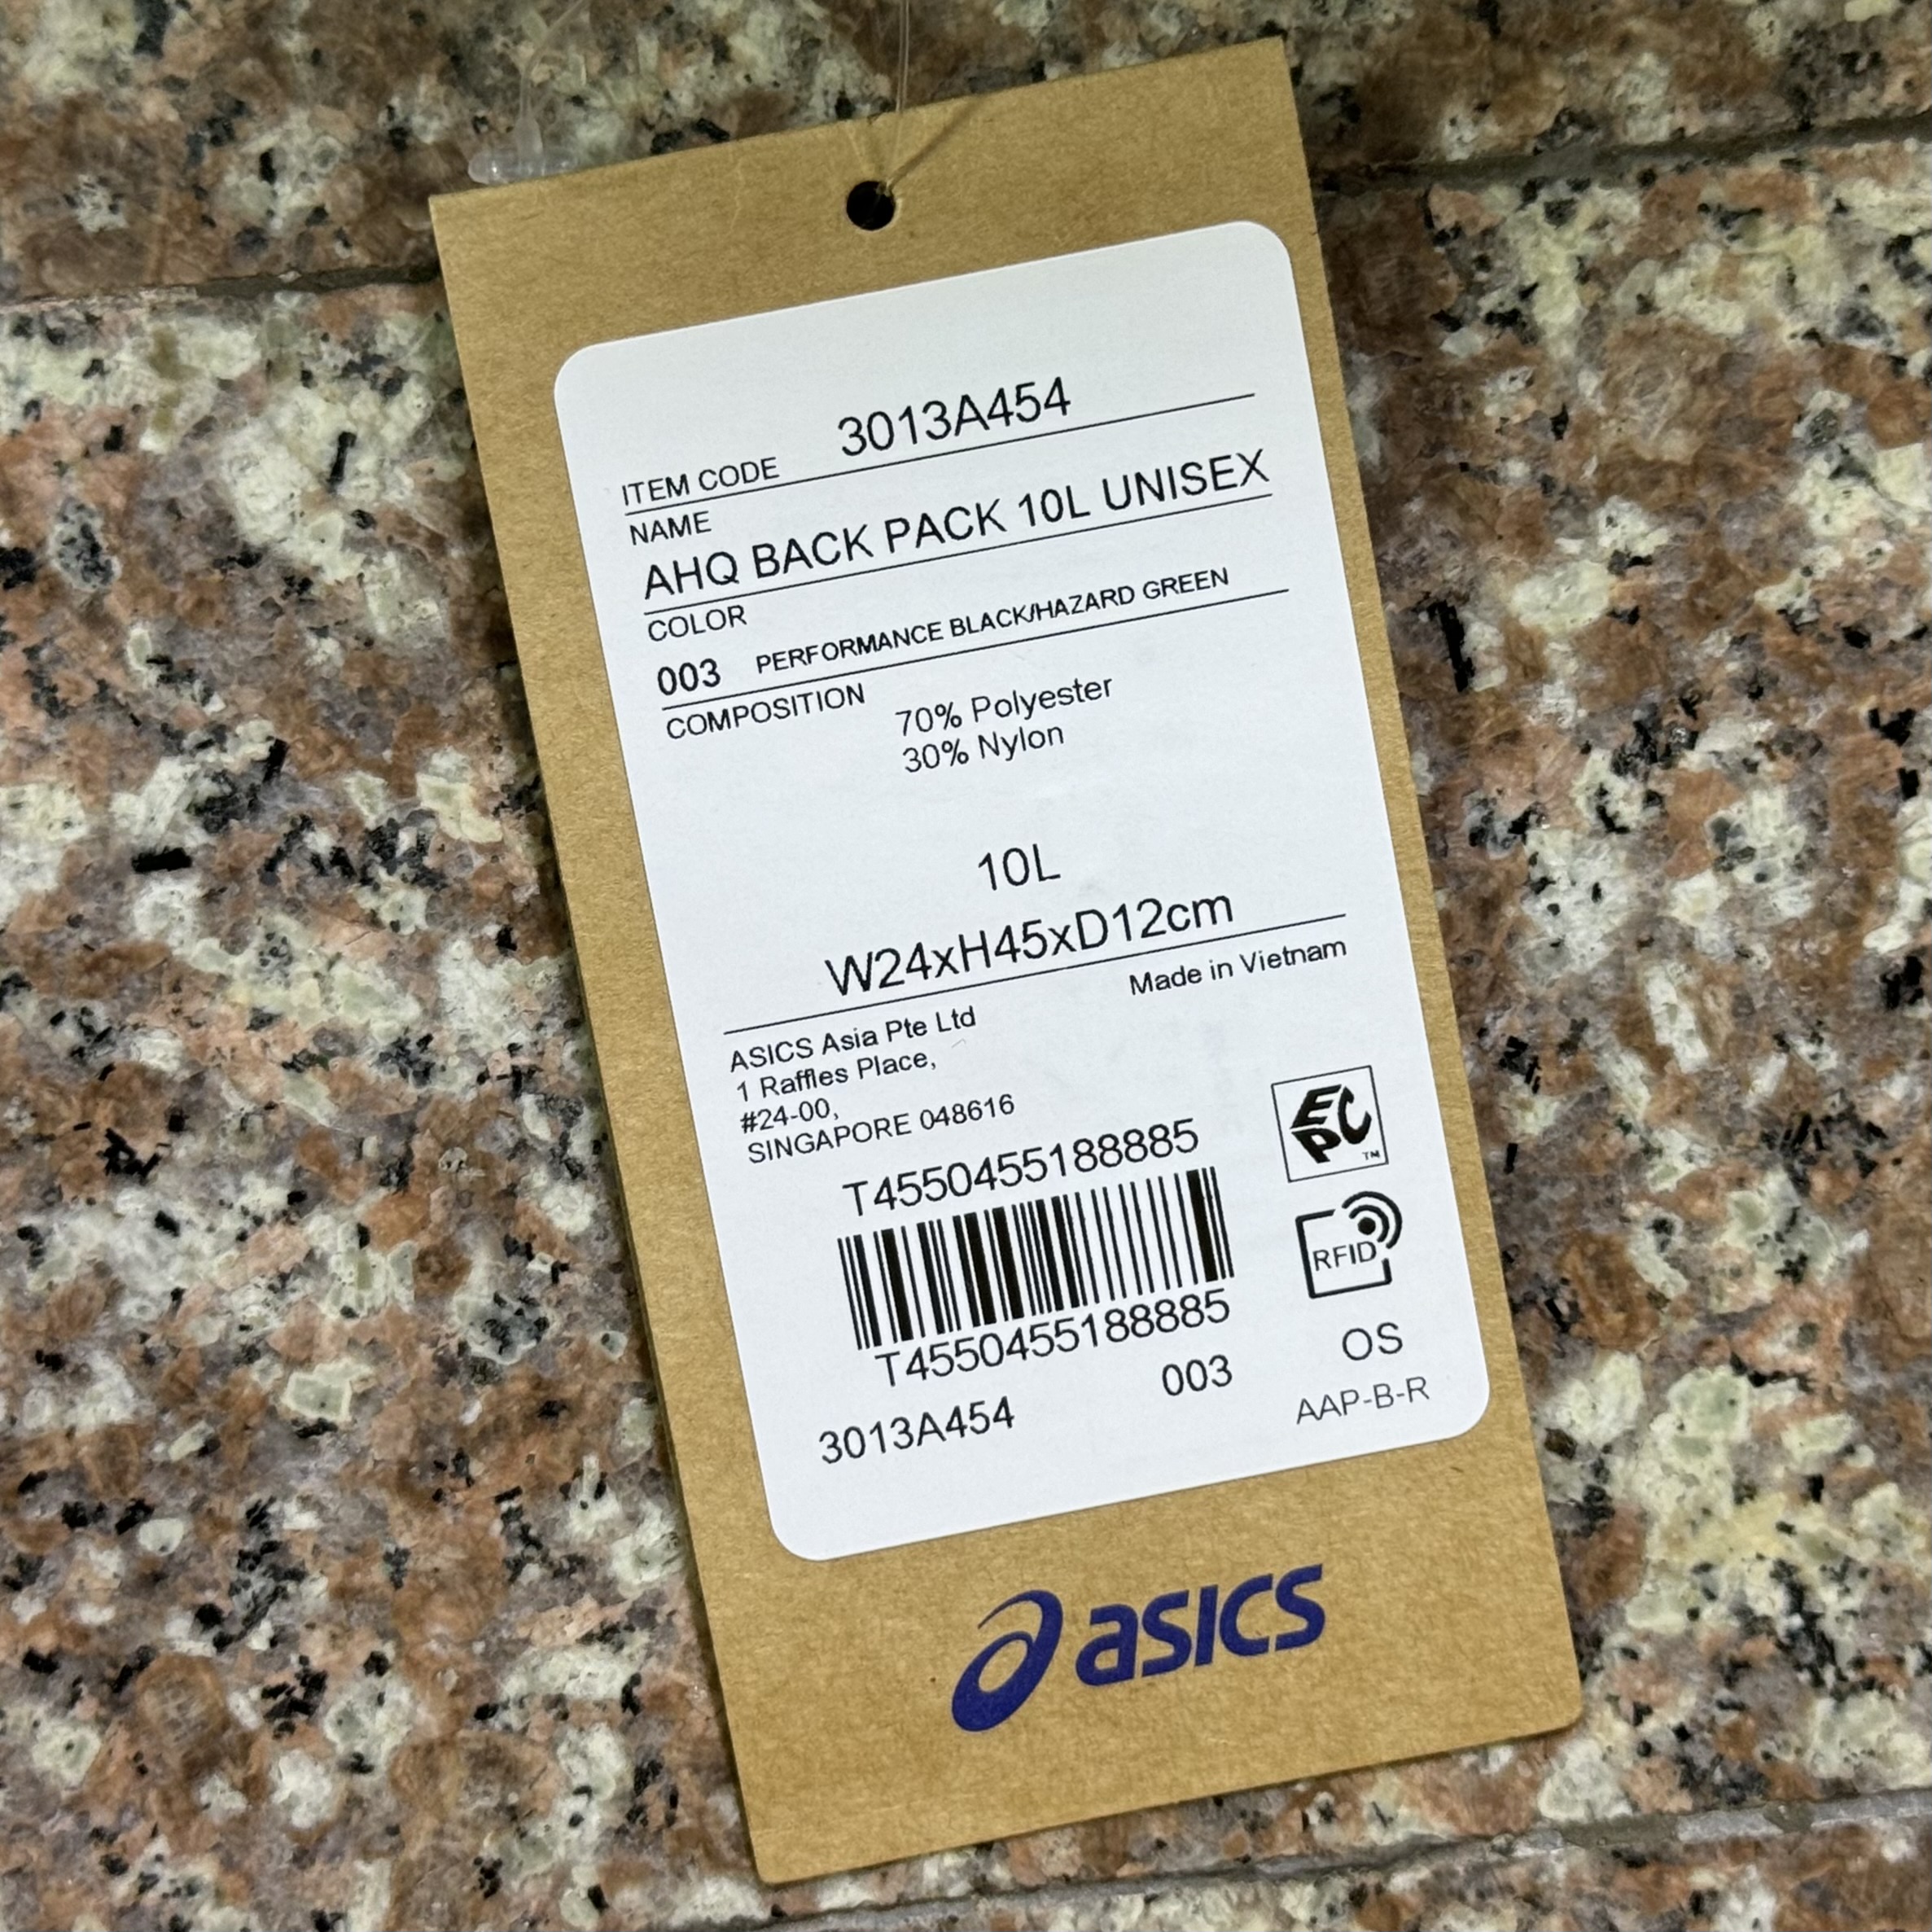 ITEM CODE 3013A454
NAME
AHQ BACK PACK 10L UNISEX
COLOR
003 PERFORMANCE BLACK/HAZARD GREEN
COMPOSITION 70% Polyester
30% Nylon
10L
W24xH45xD12cm
Made in Vietnam
ASICS Asia Pte Ltd
1 Raffles Place,
#24-00,
SINGAPORE 048616
EPC TM
T4550455188885
RFID
T4550455188885
3013A454 003 OS
AAP-B-R
asics